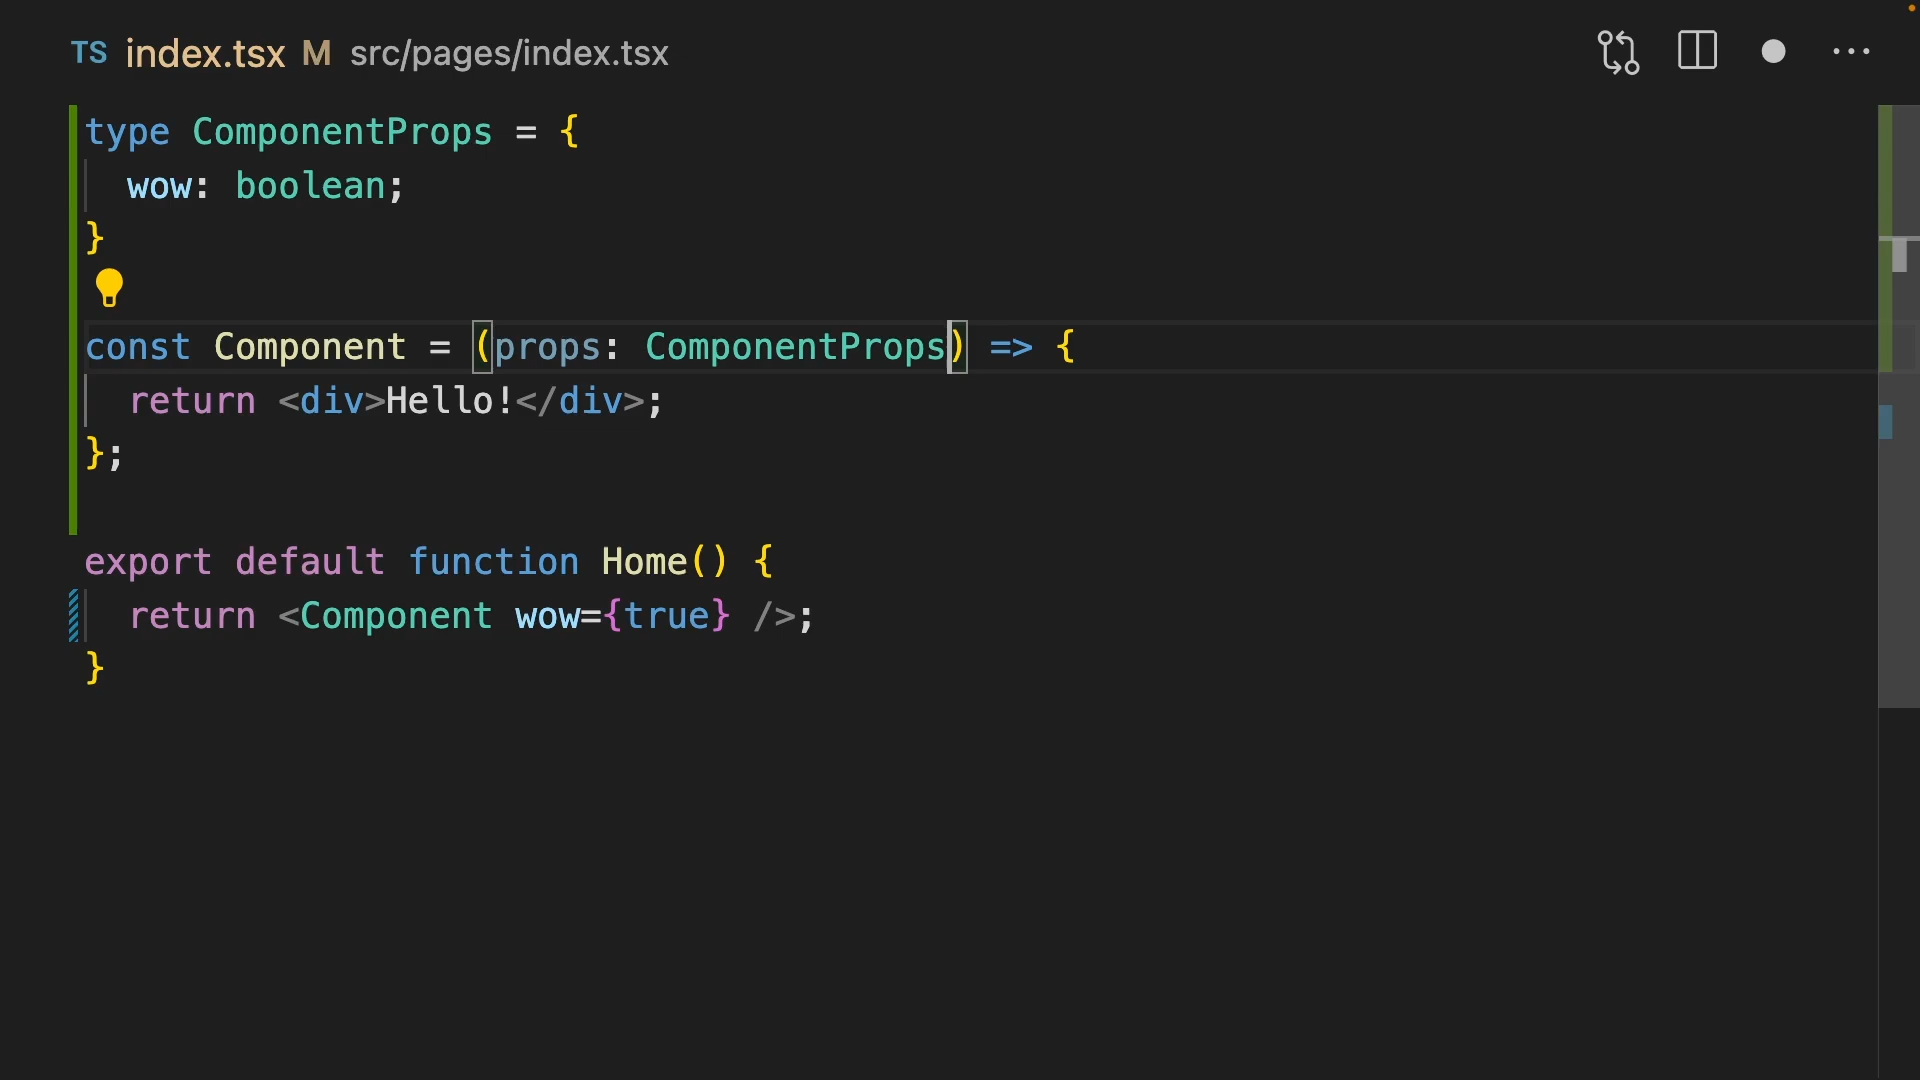 TS index.tsx M src/pages/index.tsx
type ComponentProps = {
  wow: boolean;
}
const Component = (props: ComponentProps) => {
  return <div>Hello!</div>;
};
export default function Home() {
  return <Component wow={true} />;
}